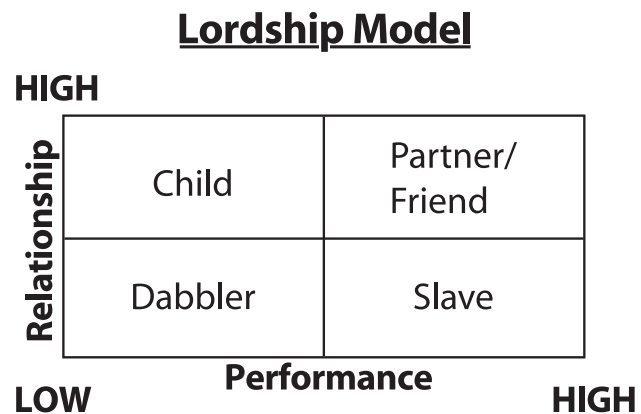 Lordship Model
HIGH
Relationship
Child
Partner/
Friend
Dabbler
Slave
Performance
LOW
HIGH